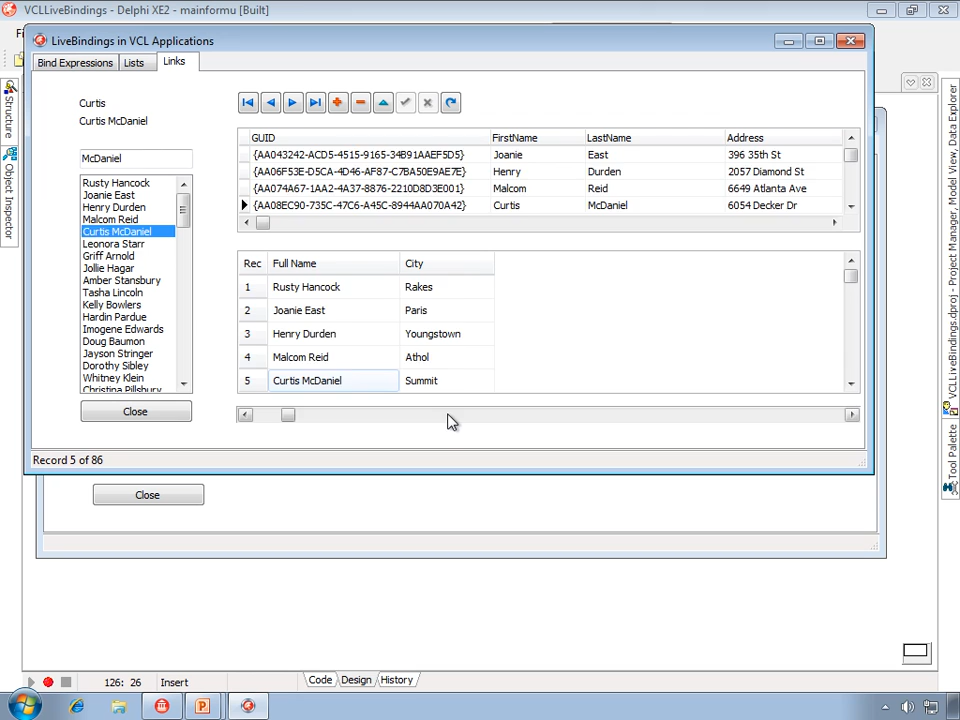 VCLLiveBindings - Delphi XE2 - mainformu [Built]
LiveBindings in VCL Applications
Bind Expressions
Lists
Links
Curtis
Curtis McDaniel
McDaniel
Rusty Hancock
Joanie East
Henry Durden
Malcom Reid
Curtis McDaniel
Leonora Starr
Griff Arnold
Jollie Hagar
Amber Stansbury
Tasha Lincoln
Kelly Bowlers
Hardin Purdue
Imogene Edwards
Doug Baumon
Jayson Stringer
Dorothy Sibley
Whitney Klein
Christina Pillsbury
Close
GUID FirstName LastName Address
{AA043242-ACD5-4515-9165-34B91AAEF5D5} Joanie East 396 35th St
{AA06F53E-D5CA-4D46-AF87-C7BA50E9AE7E} Henry Durden 2057 Diamond St
{AA074A67-1AA2-4A37-8876-2210D8D3E001} Malcom Reid 6649 Atlanta Ave
{AA08EC90-735C-47C6-A45C-8944AA070A42} Curtis McDaniel 6054 Decker Dr
Rec Full Name City
1 Rusty Hancock Rakes
2 Joanie East Paris
3 Henry Durden Youngstown
4 Malcom Reid Athol
5 Curtis McDaniel Summit
Record 5 of 86
Close
Structure
Object Inspector
VCLLiveBindings.dproj - Project Manager, Model View, Data Explorer
Tool Palette
126: 26
Insert
Code
Design
History